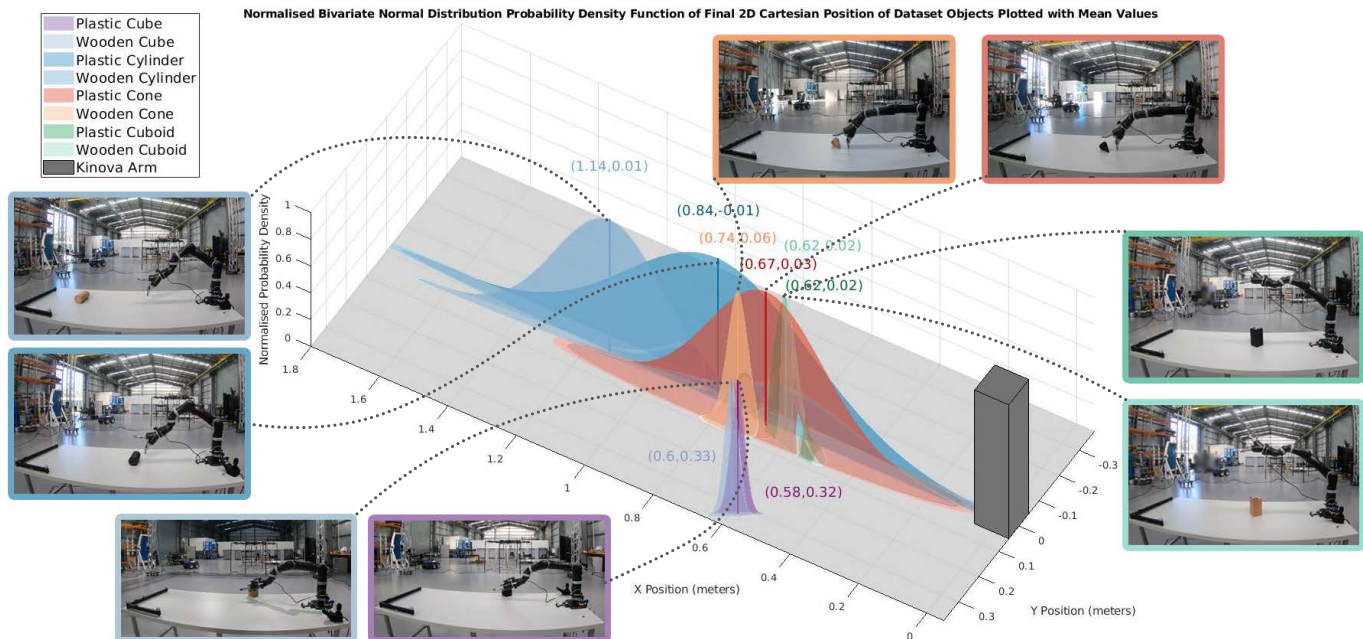 Normalised Bivariate Normal Distribution Probability Density Function of Final 2D Cartesian Position of Dataset Objects Plotted with Mean Values
Plastic Cube
Wooden Cube
Plastic Cylinder
Wooden Cylinder
Plastic Cone
Wooden Cone
Plastic Cuboid
Wooden Cuboid
Kinova Arm
(1.14,0.01)
(0.84,-0.01)
(0.74,0.06)
(0.62,0.02)
(0.67,0.03)
(0.62,0.02)
(0.6,0.33)
(0.58,0.32)
Normalised Probability Density
1
0.8
0.6
0.4
0.2
0
1.8
1.6
1.4
1.2
1
0.8
0.6
0.4
0.2
0
X Position (meters)
-0.3
-0.2
-0.1
0
0.1
0.2
0.3
Y Position (meters)